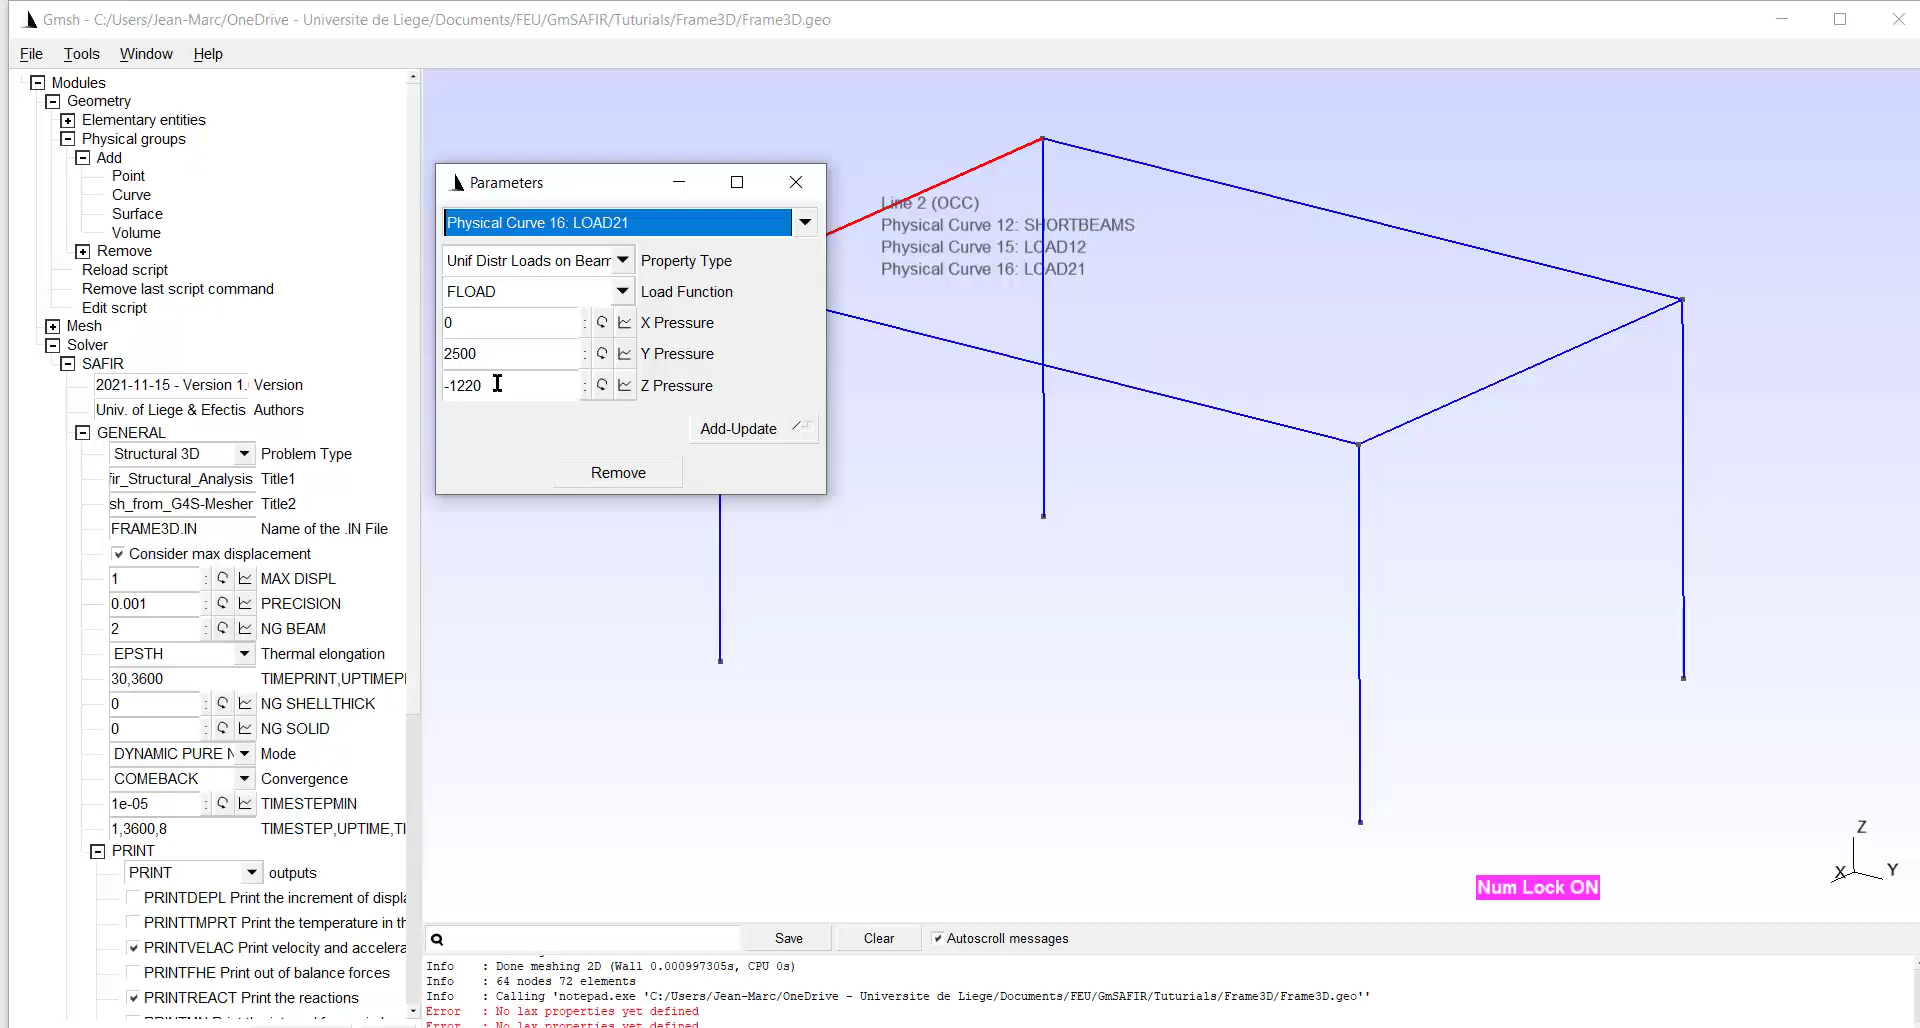 Gmsh - C:/Users/Jean-Marc/OneDrive - Universite de Liege/Documents/FEU/GmSAFIR/Tuturials/Frame3D/Frame3D.geo
File Tools Window Help
Modules
Geometry
Elementary entities
Physical groups
Add
Point
Curve
Surface
Volume
Remove
Reload script
Remove last script command
Edit script
Mesh
Solver
SAFIR
2021-11-15 - Version 1. Version
Univ. of Liege & Efectis Authors
GENERAL
Structural 3D Problem Type
fir_Structural_Analysis Title1
sh_from_G4S-Mesher Title2
FRAME3D.IN Name of the .IN File
Consider max displacement
1 : MAX DISPL
0.001 : PRECISION
2 : NG BEAM
EPSTH Thermal elongation
30,3600 TIMEPRINT,UPTIMEP
0 : NG SHELLTHICK
0 : NG SOLID
DYNAMIC PURE N Mode
COMEBACK Convergence
1e-05 : TIMESTEPMIN
1,3600,8 TIMESTEP,UPTIME,TI
PRINT
PRINT outputs
PRINTDEPL Print the increment of displa
PRINTTMPRT Print the temperature in th
PRINTVELAC Print velocity and accelera
PRINTFHE Print out of balance forces
PRINTREACT Print the reactions
Parameters
Physical Curve 16: LOAD21
Unif Distr Loads on Beam Property Type
FLOAD Load Function
0 : X Pressure
2500 : Y Pressure
-1220 : Z Pressure
Add-Update
Remove
Line 2 (OCC)
Physical Curve 12: SHORTBEAMS
Physical Curve 15: LOAD12
Physical Curve 16: LOAD21
Z
X
Y
Num Lock ON
Save Clear Autoscroll messages
Info : Done meshing 2D (Wall 0.000997305s, CPU 0s)
Info : 64 nodes 72 elements
Info : Calling 'notepad.exe 'C:/Users/Jean-Marc/OneDrive - Universite de Liege/Documents/FEU/GmSAFIR/Tuturials/Frame3D/Frame3D.geo''
Error : No lax properties yet defined
Error : No lax properties yet defined